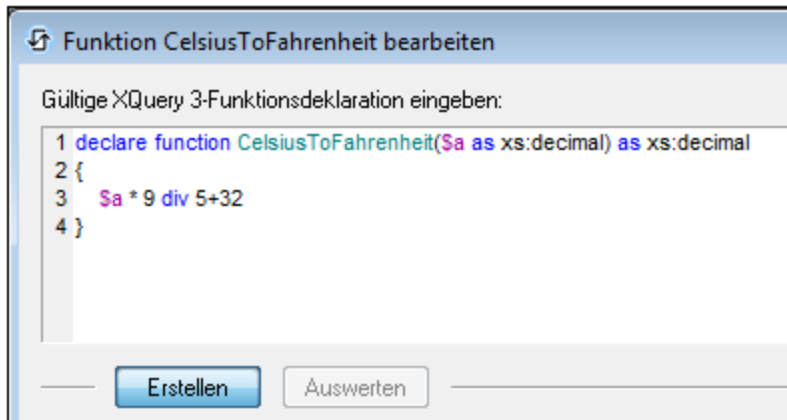 Funktion CelsiusToFahrenheit bearbeiten
Gültige XQuery 3-Funktionsdeklaration eingeben:
1 declare function CelsiusToFahrenheit($a as xs:decimal) as xs:decimal
2 {
3 $a * 9 div 5+32
4 }
Erstellen Auswerten